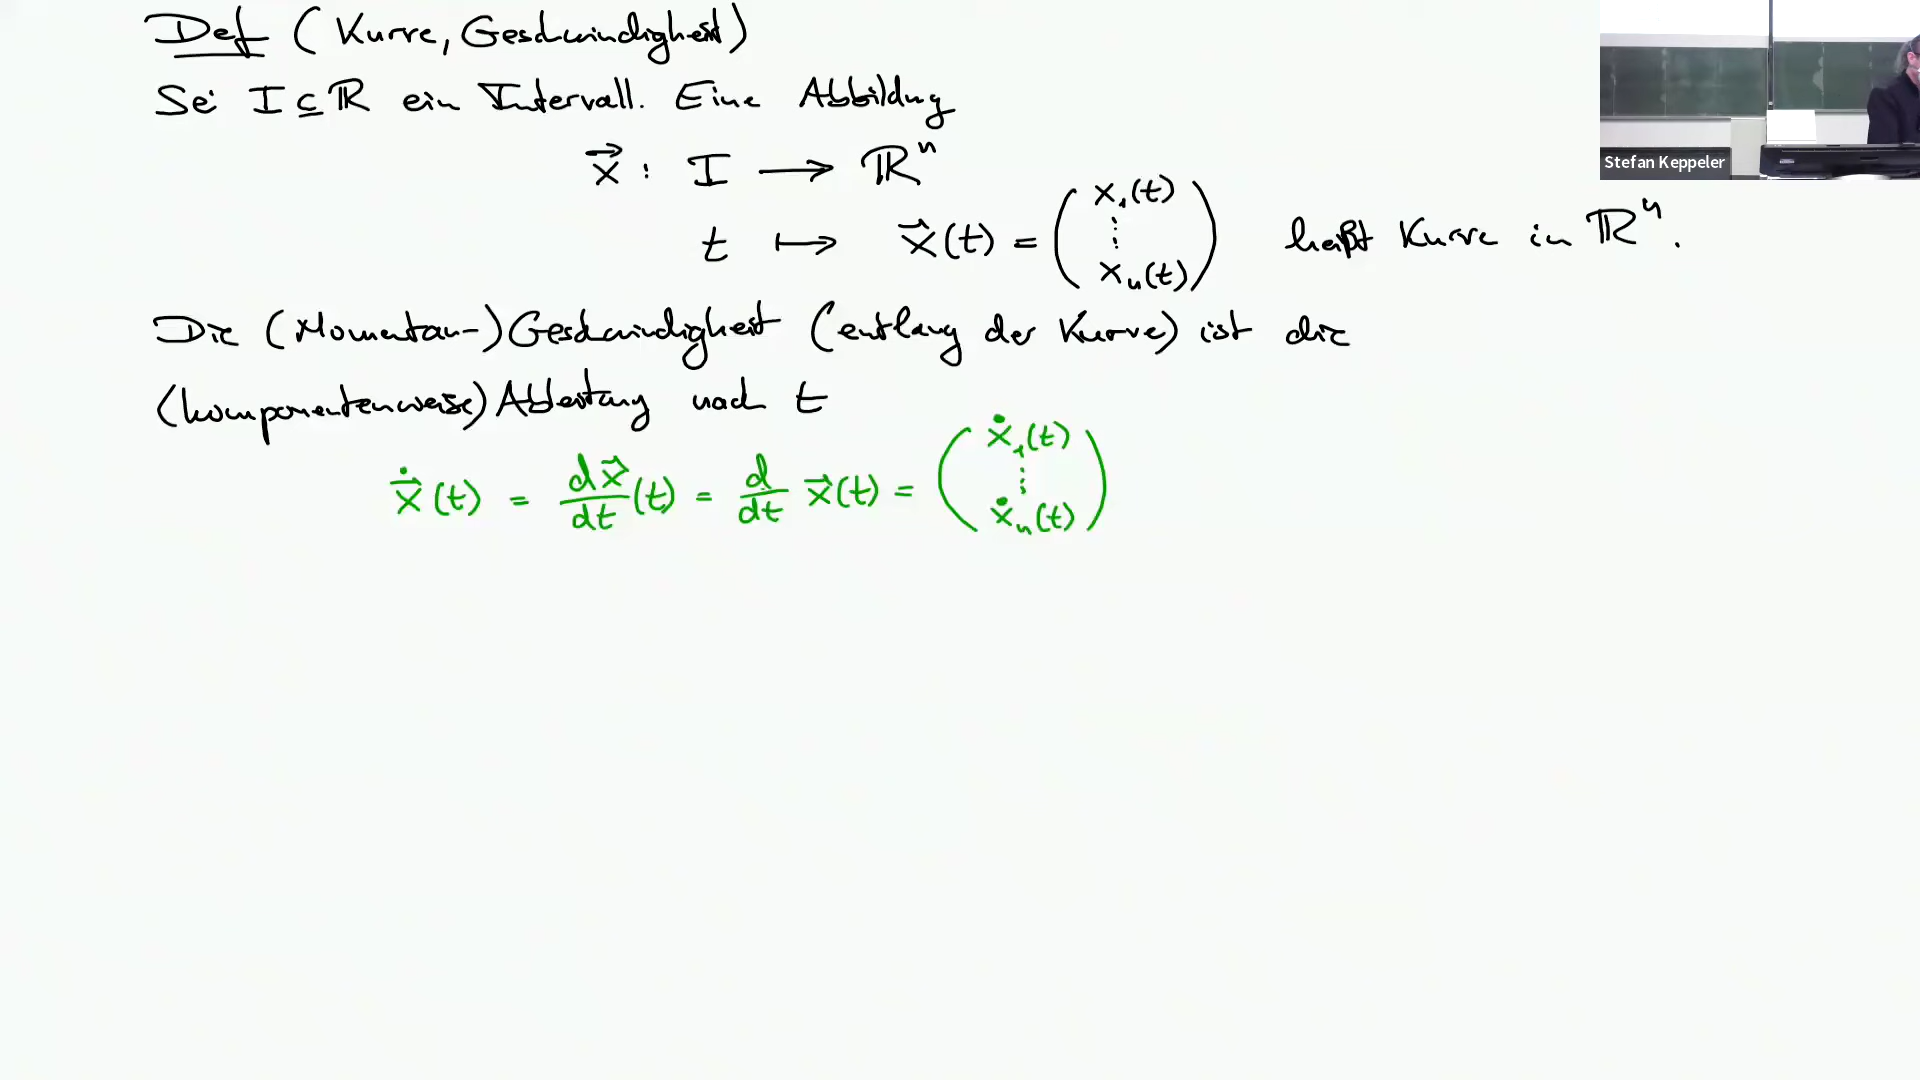 Def (Kurve, Geschwindigkeit)
Sei I ⊆ ℝ ein Intervall. Eine Abbildung
x⃗ : I ⟶ ℝⁿ
t ⟼ x⃗(t) = ( x₁(t) ⋮ xₙ(t) ) heißt Kurve in ℝⁿ.
Die (Momentan-)Geschwindigkeit (entlang der Kurve) ist die
(komponentenweise) Ableitung nach t
ẋ⃗(t) = dx⃗/dt (t) = d/dt x⃗(t) = ( ẋ₁(t) ⋮ ẋₙ(t) )
Stefan Keppeler